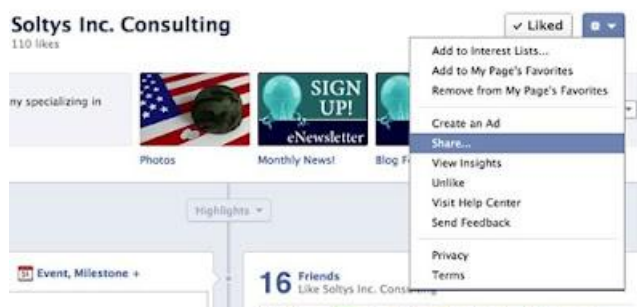 Soltys Inc. Consulting
110 likes
✓ Liked
Add to Interest Lists...
Add to My Page's Favorites
Remove from My Page's Favorites
Create an Ad
Share...
View Insights
Unlike
Visit Help Center
Send Feedback
Privacy
Terms
ny specializing in
SIGN
UP!
eNewsletter
Photos
Monthly News!
Blog
Highlights
Event, Milestone +
16 Friends
Like Soltys Inc.